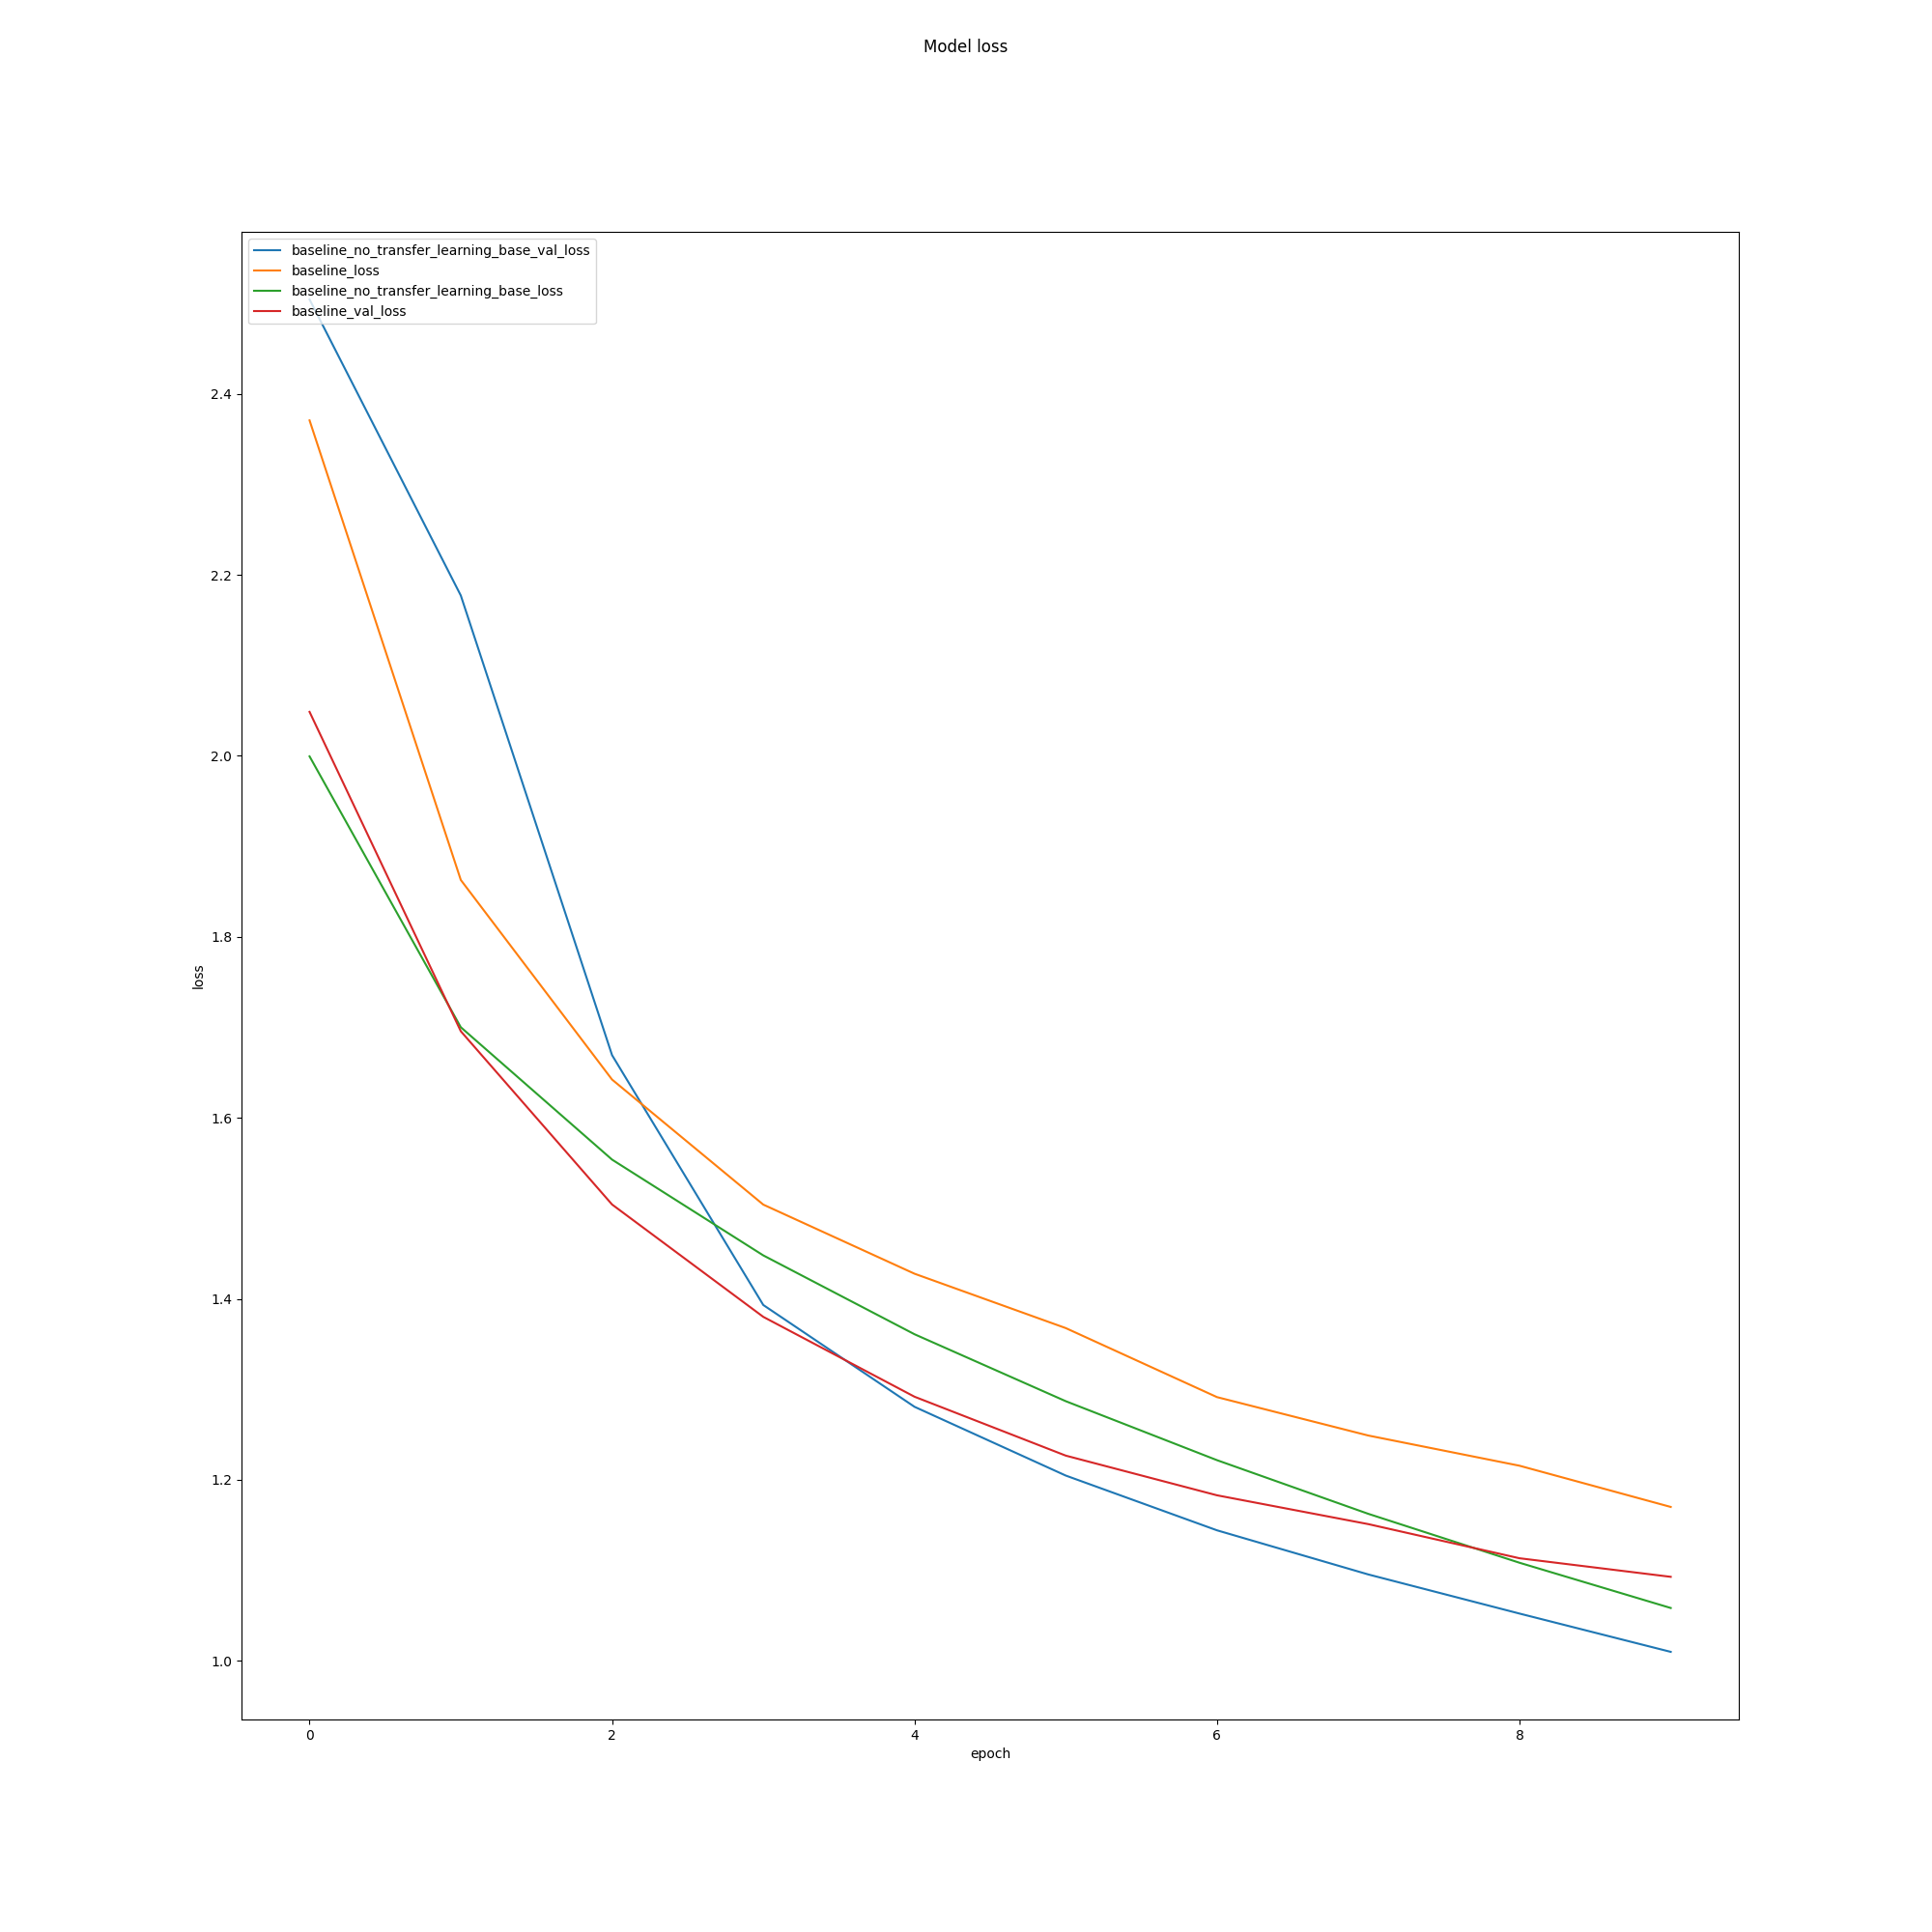 Model loss
baseline_no_transfer_learning_base_val_loss
baseline_loss
baseline_no_transfer_learning_base_loss
baseline_val_loss
2.4
2.2
2.0
1.8
1.6
1.4
1.2
1.0
loss
0 2 4 6 8
epoch